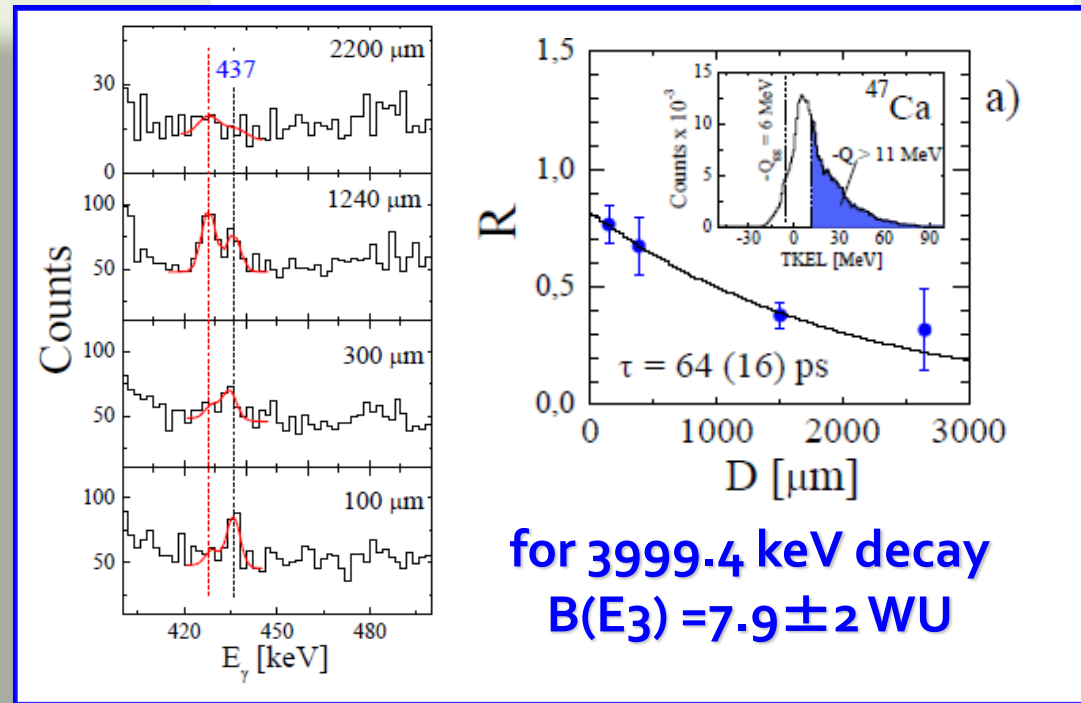 2200 μm
437
30
0
1240 μm
100
50
300 μm
100
50
100 μm
100
50
420 450 480
Eγ [keV]
Counts
1,5
1,0
0,5
0,0
R
0 1000 2000 3000
D [μm]
τ = 64 (16) ps
a)
15
10
5
0
Counts x 10⁻³
⁴⁷Ca
-Qgg = 6 MeV
-Q > 11 MeV
-30 0 30 60 90
TKEL [MeV]
for 3999.4 keV decay
B(E3) =7.9±2 WU